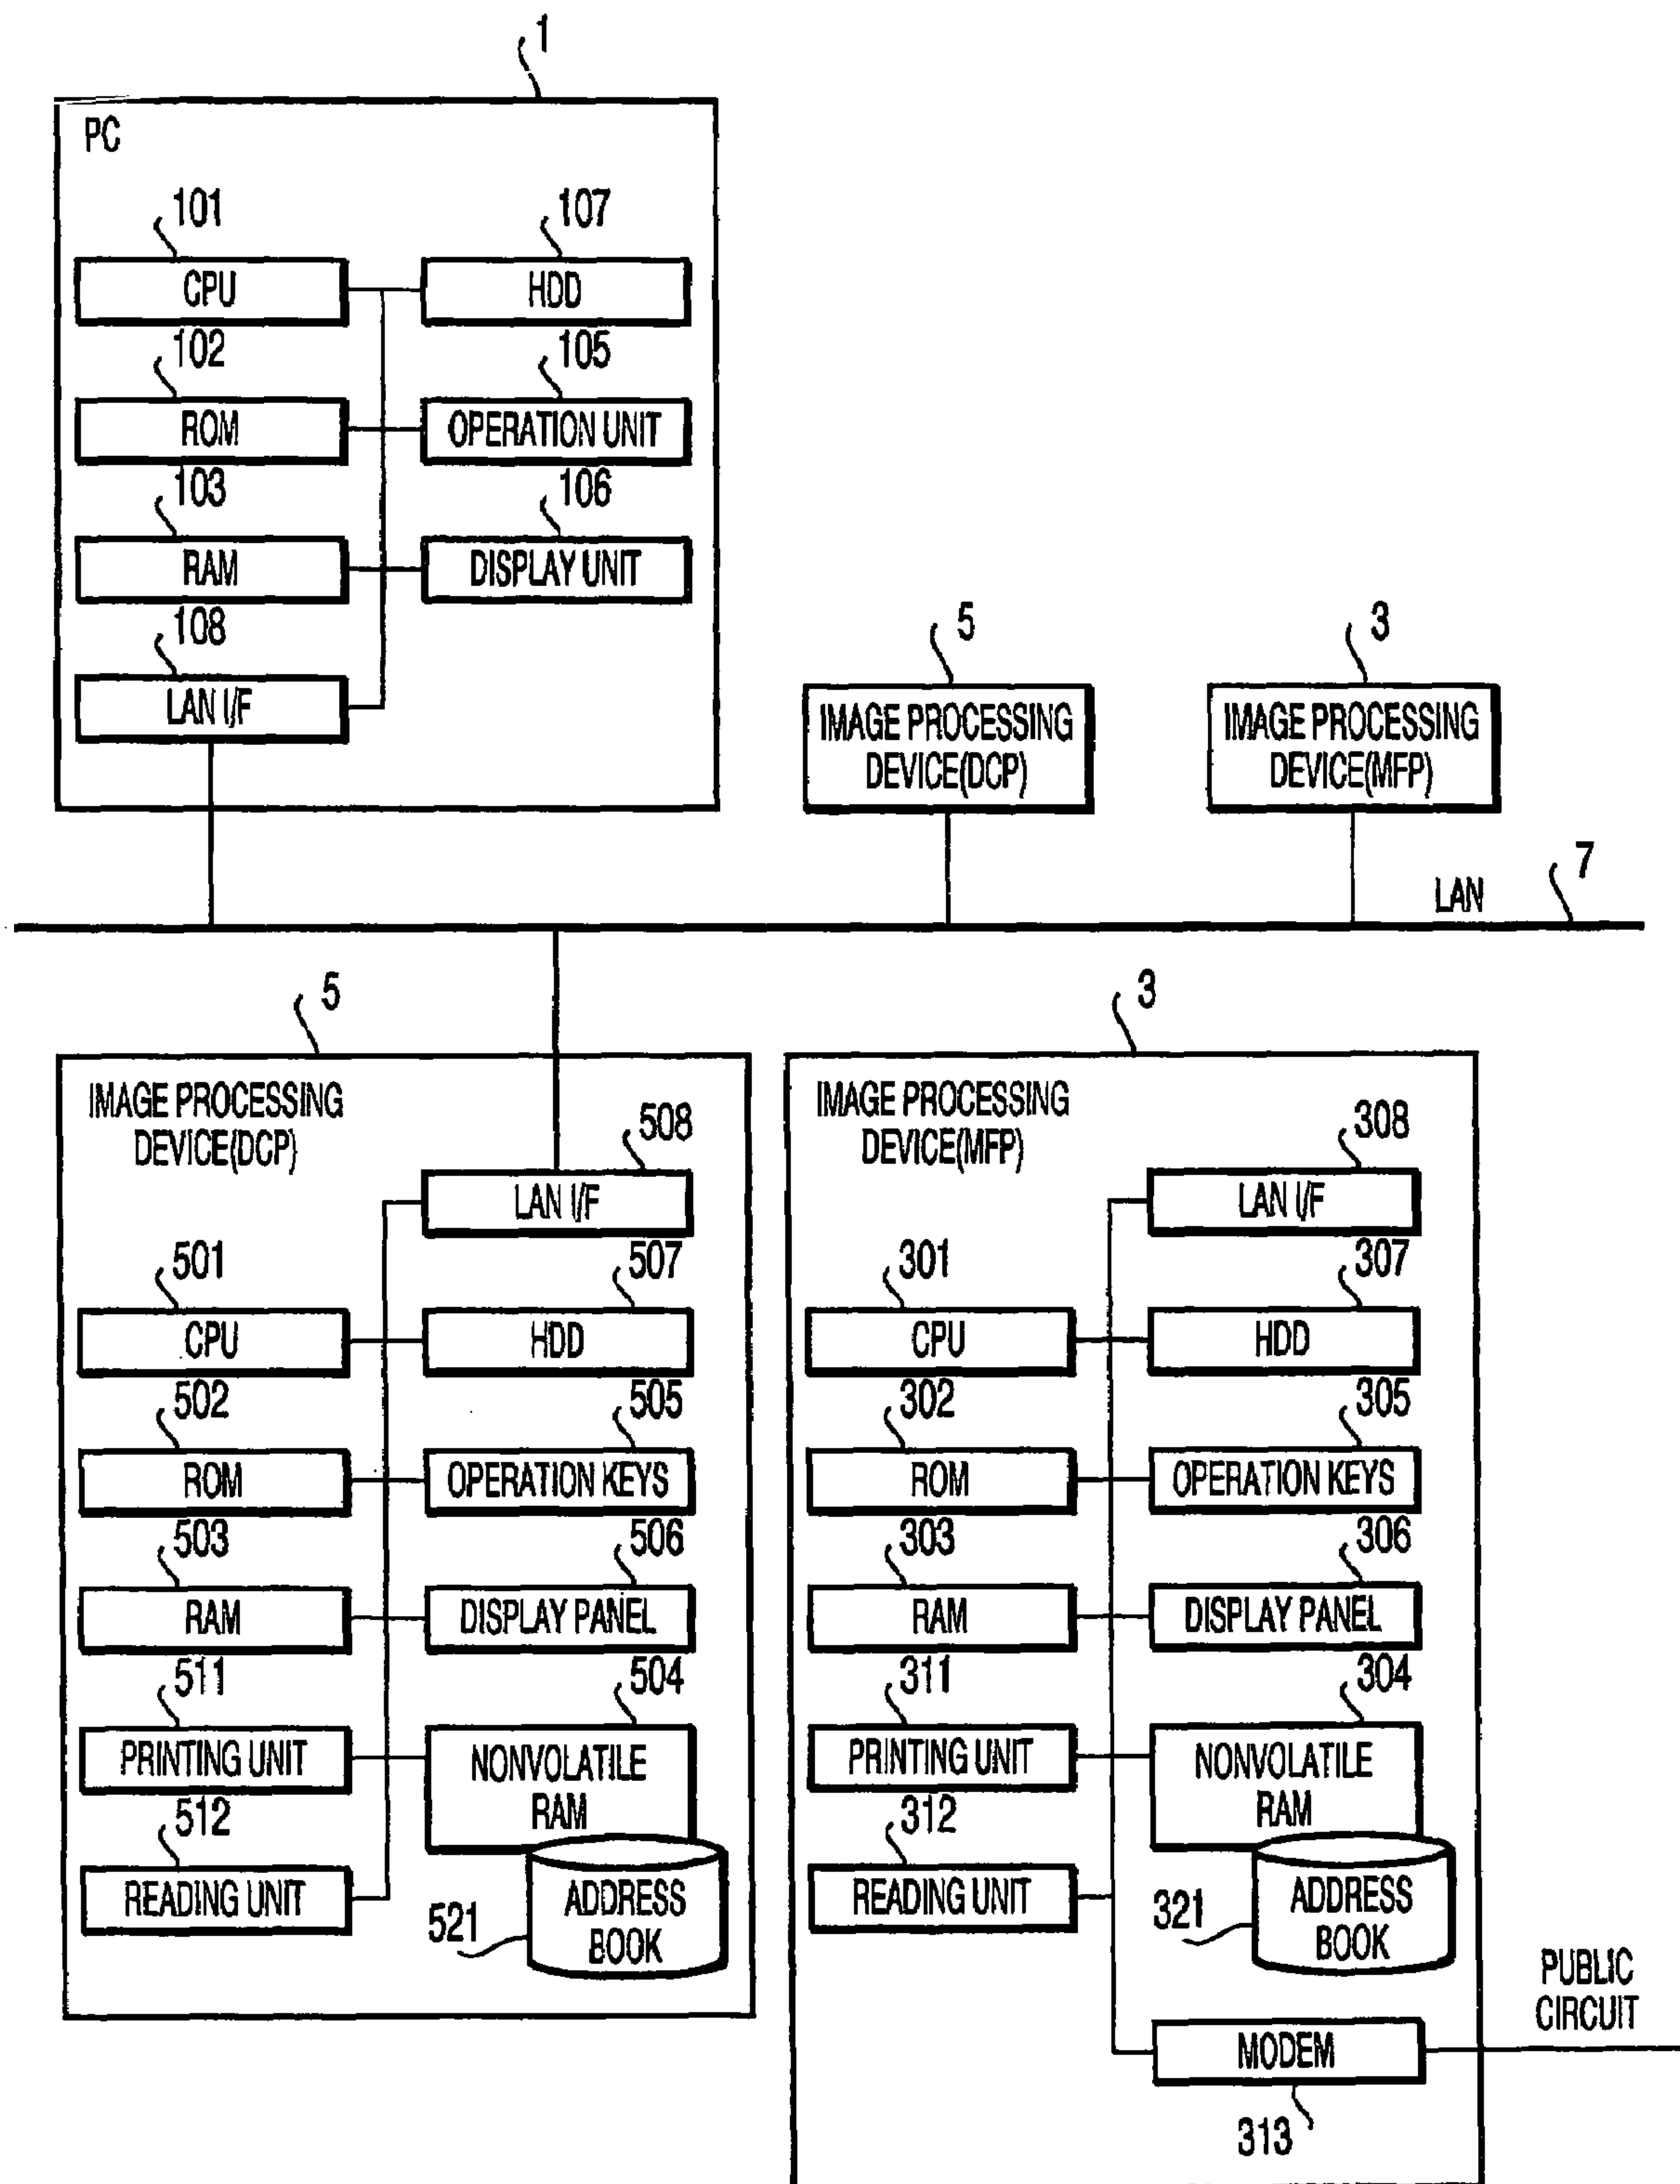 1
PC
101
107
CPU
HDD
102
105
ROM
OPERATION UNIT
103
106
RAM
DISPLAY UNIT
108
LAN I/F
5
3
IMAGE PROCESSING
DEVICE(DCP)
IMAGE PROCESSING
DEVICE(MFP)
LAN
7
5
IMAGE PROCESSING
DEVICE(DCP)
508
LAN I/F
501
507
CPU
HDD
502
505
ROM
OPERATION KEYS
503
506
RAM
DISPLAY PANEL
511
504
PRINTING UNIT
NONVOLATILE
RAM
512
READING UNIT
521
ADDRESS
BOOK
3
IMAGE PROCESSING
DEVICE(MFP)
308
LAN I/F
301
307
CPU
HDD
302
305
ROM
OPERATION KEYS
303
306
RAM
DISPLAY PANEL
311
304
PRINTING UNIT
NONVOLATILE
RAM
312
READING UNIT
321
ADDRESS
BOOK
PUBLIC
CIRCUIT
MODEM
313